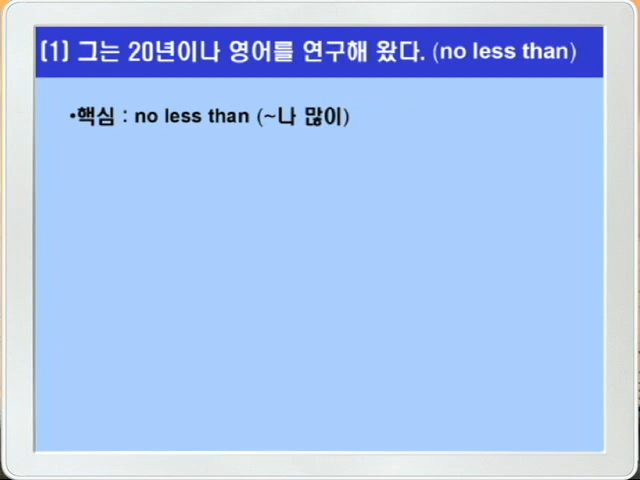 [1] 그는 20년이나 영어를 연구해 왔다. (no less than)
•핵심 : no less than (~나 많이)